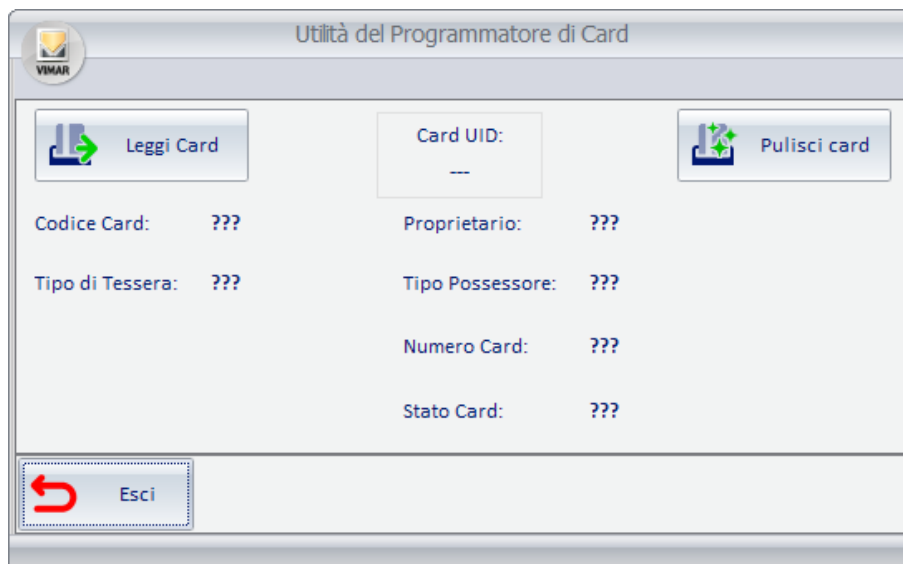 Utilità del Programmatore di Card
VIMAR
Leggi Card
Card UID:
---
Pulisci card
Codice Card: ???
Proprietario: ???
Tipo di Tessera: ???
Tipo Possessore: ???
Numero Card: ???
Stato Card: ???
Esci